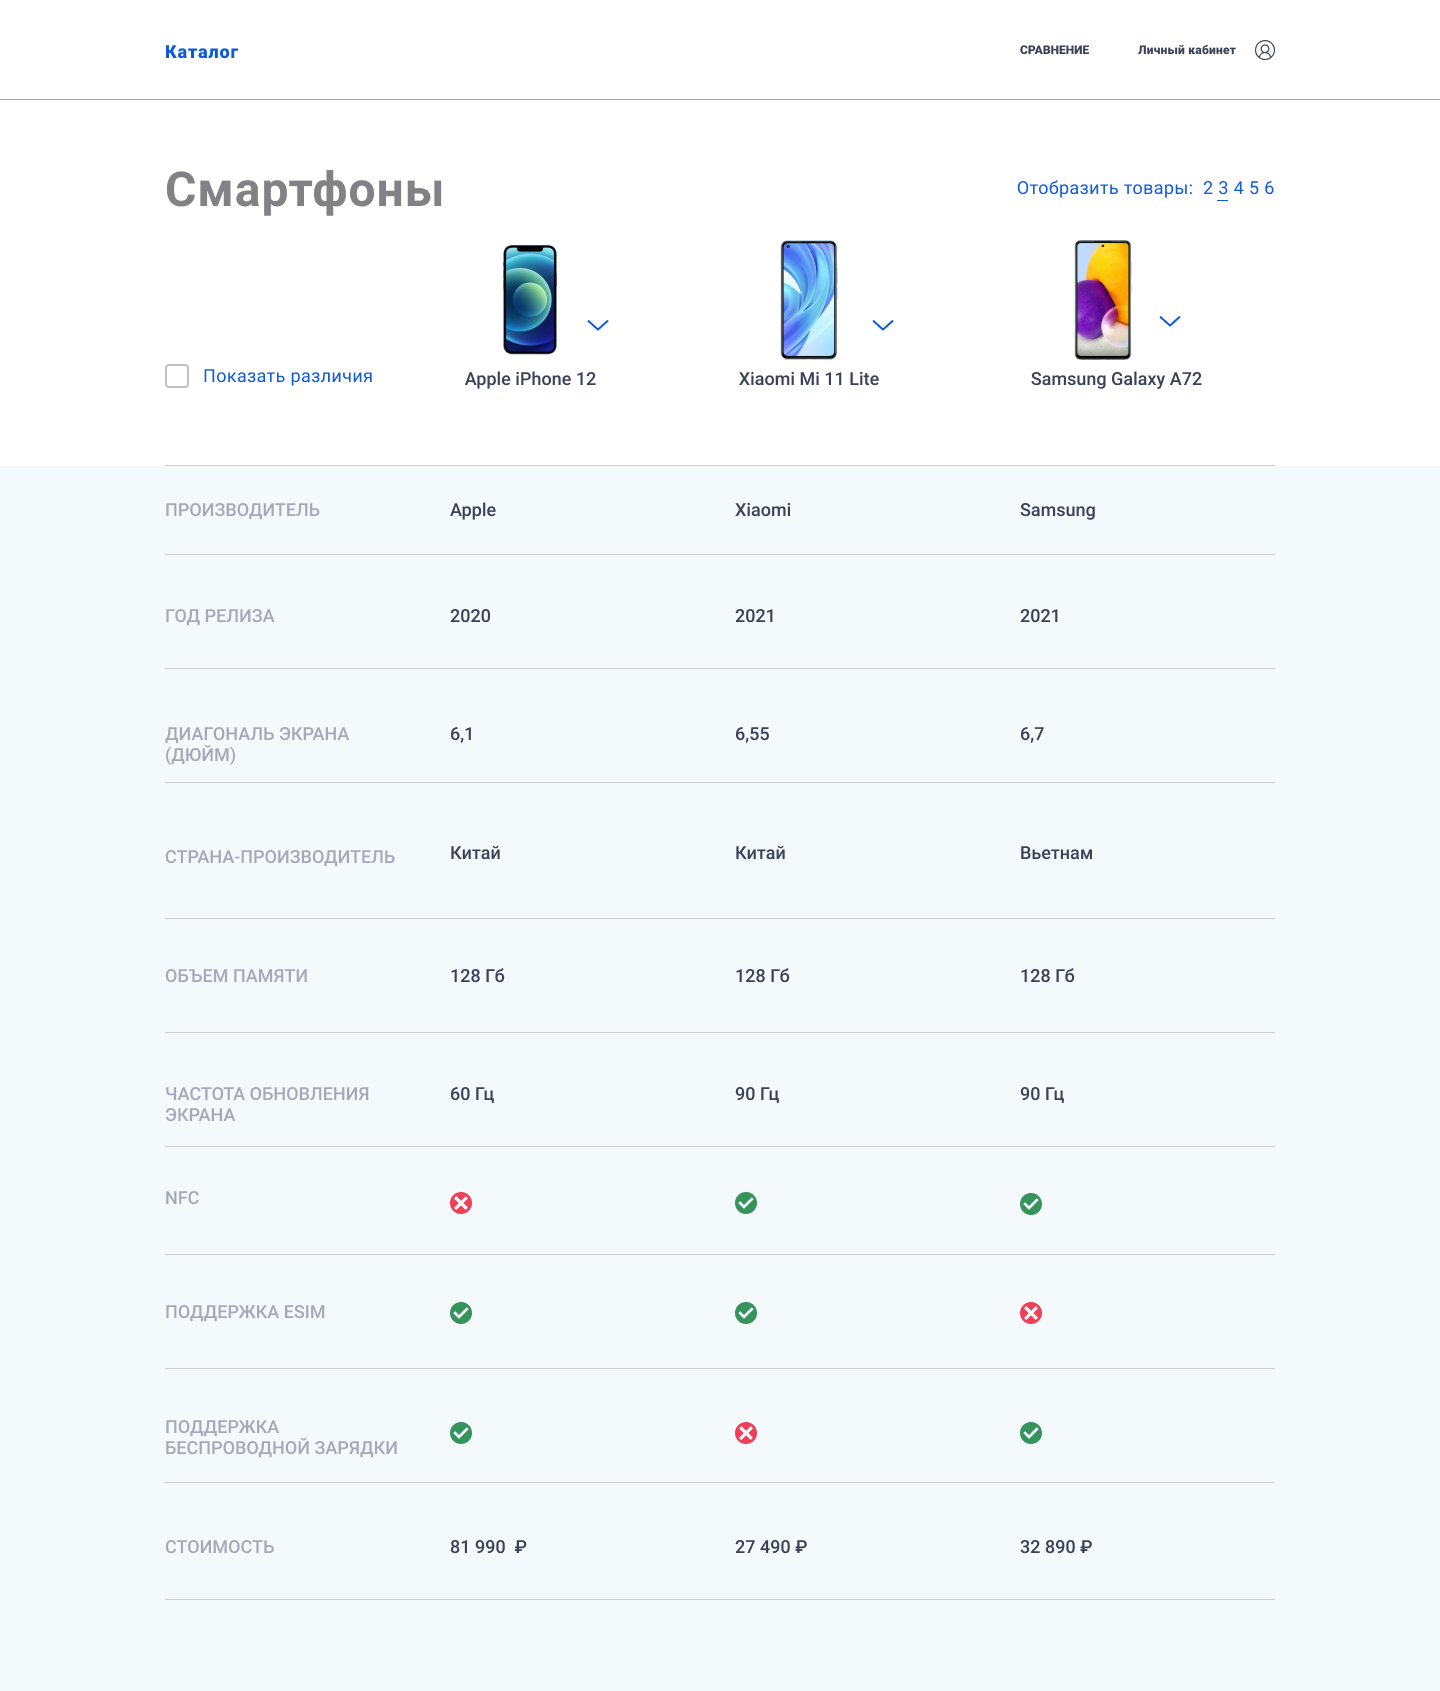 Каталог
СРАВНЕНИЕ
Личный кабинет
Смартфоны
Отобразить товары: 2 3 4 5 6
Показать различия
Apple iPhone 12
Xiaomi Mi 11 Lite
Samsung Galaxy A72
ПРОИЗВОДИТЕЛЬ Apple Xiaomi Samsung
ГОД РЕЛИЗА 2020 2021 2021
ДИАГОНАЛЬ ЭКРАНА 6,1 6,55 6,7
(ДЮЙМ)
СТРАНА-ПРОИЗВОДИТЕЛЬ Китай Китай Вьетнам
ОБЪЕМ ПАМЯТИ 128 Гб 128 Гб 128 Гб
ЧАСТОТА ОБНОВЛЕНИЯ 60 Гц 90 Гц 90 Гц
ЭКРАНА
NFC
ПОДДЕРЖКА ESIM
ПОДДЕРЖКА
БЕСПРОВОДНОЙ ЗАРЯДКИ
СТОИМОСТЬ 81 990 ₽ 27 490 ₽ 32 890 ₽